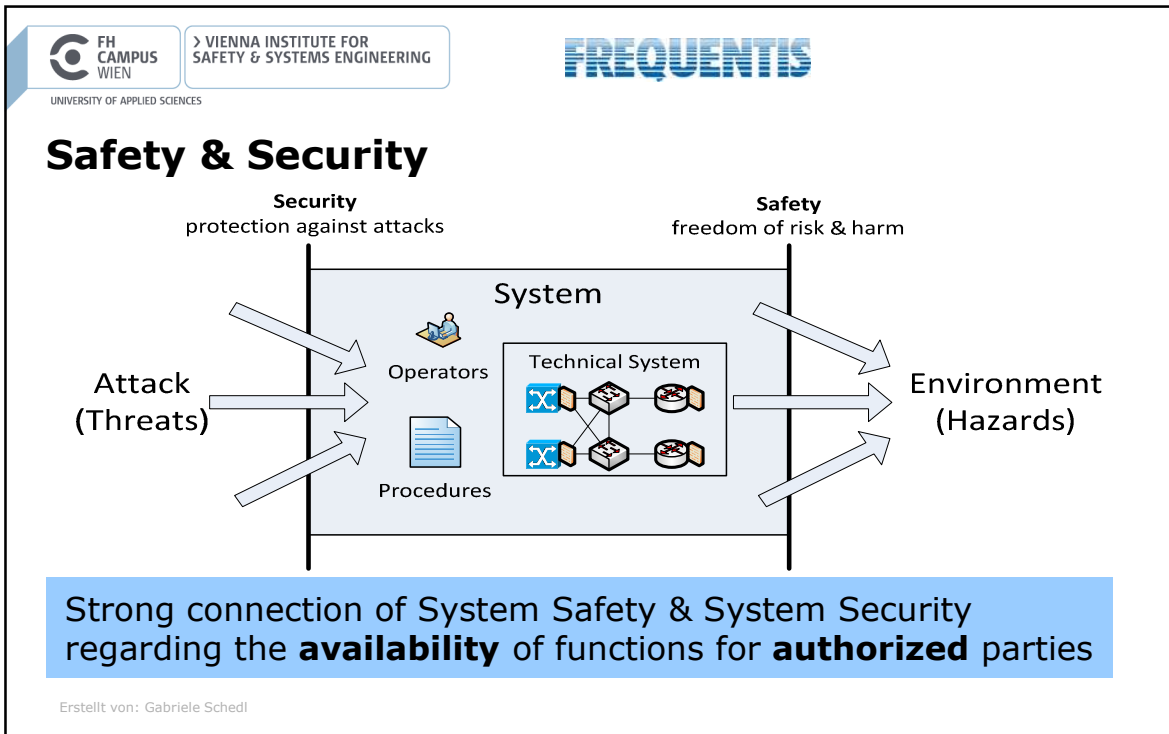 FH
CAMPUS
WIEN
> VIENNA INSTITUTE FOR
SAFETY & SYSTEMS ENGINEERING
UNIVERSITY OF APPLIED SCIENCES
FREQUENTIS
Safety & Security
Security
protection against attacks
Safety
freedom of risk & harm
System
Attack
(Threats)
Operators
Procedures
Technical System
Environment
(Hazards)
Strong connection of System Safety & System Security
regarding the availability of functions for authorized parties
Erstellt von: Gabriele Schedl